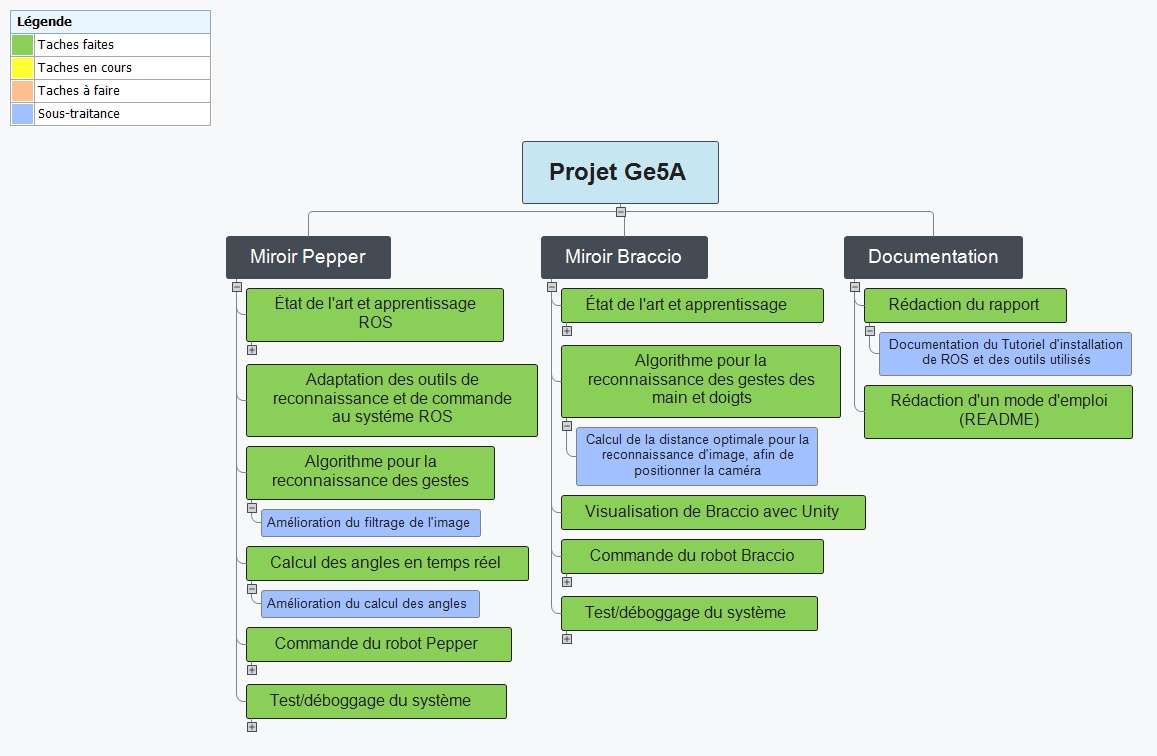 Légende
Taches faites
Taches en cours
Taches à faire
Sous-traitance
Projet Ge5A
Miroir Pepper
État de l'art et apprentissage
ROS
Adaptation des outils de
reconnaissance et de commande
au systéme ROS
Algorithme pour la
reconnaissance des gestes
Amélioration du filtrage de l'image
Calcul des angles en temps réel
Amélioration du calcul des angles
Commande du robot Pepper
Test/déboggage du système
Miroir Braccio
État de l'art et apprentissage
Algorithme pour la
reconnaissance des gestes des
main et doigts
Calcul de la distance optimale pour la
reconnaissance d'image, afin de
positionner la caméra
Visualisation de Braccio avec Unity
Commande du robot Braccio
Test/déboggage du système
Documentation
Rédaction du rapport
Documentation du Tutoriel d'installation
de ROS et des outils utilisés
Rédaction d'un mode d'emploi
(README)